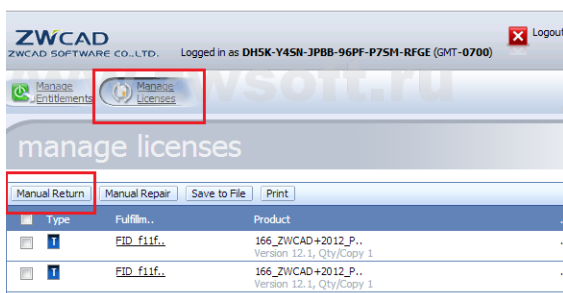 ZWCAD
ZWCAD SOFTWARE CO.,LTD.
Logged in as DH5K-Y4SN-JPBB-96PF-P7SM-RFGE (GMT-0700)
Logout
Manage Entitlements
Manage Licenses
wsoft.ru
manage licenses
Manual Return
Manual Repair
Save to File
Print
Type
Fulfillm..
Product
T
FID_f11f..
166_ZWCAD+2012_P..
Version 12.1, Qty/Copy 1
T
FID_f11f..
166_ZWCAD+2012_P..
Version 12.1, Qty/Copy 1